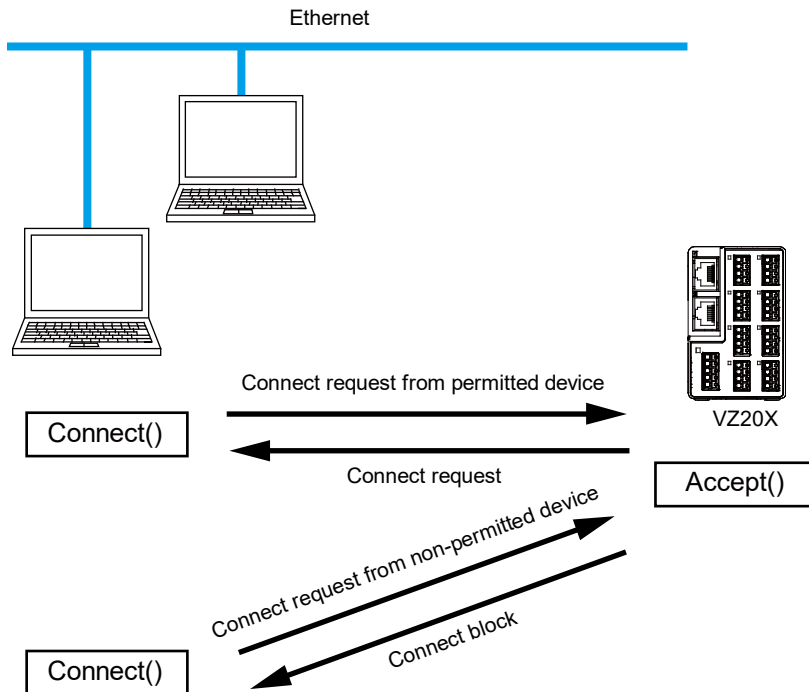 Ethernet
Connect request from permitted device
VZ20X
Connect()
Connect request
Accept()
Connect request from non-permitted device
Connect block
Connect()